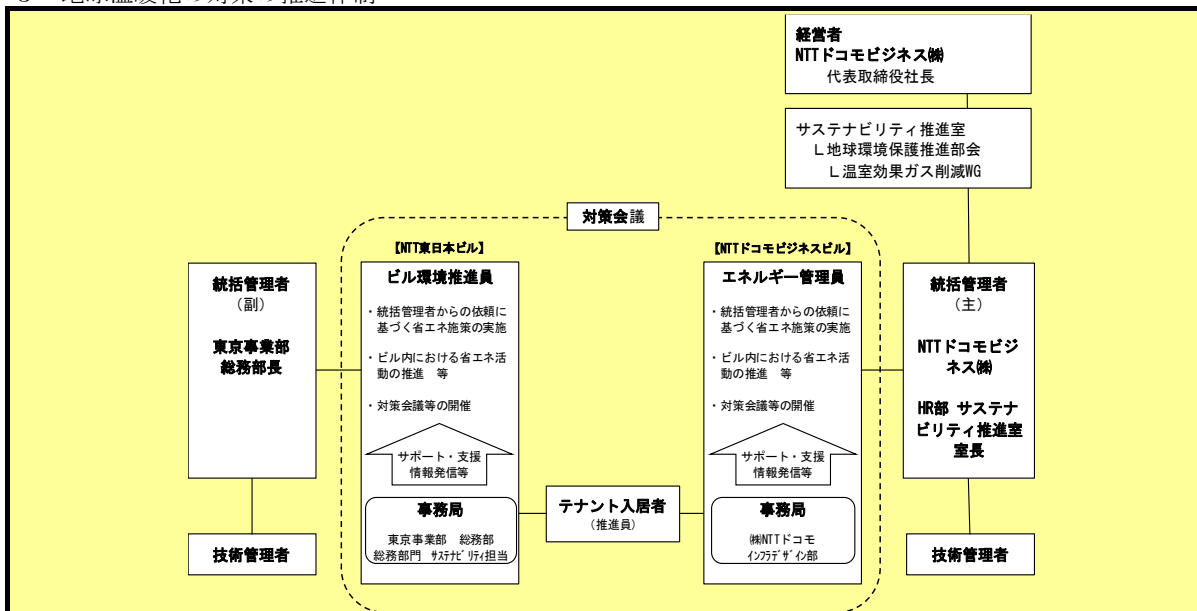 3　地球温暖化の対策の推進体制
経営者
NTTドコモビジネス㈱
代表取締役社長
サステナビリティ推進室
L地球環境保護推進部会
L温室効果ガス削減WG
対策会議
【NTT東日本ビル】
【NTTドコモビジネスビル】
統括管理者
（副）
東京事業部
総務部長
技術管理者
ビル環境推進員
・統括管理者からの依頼に
基づく省エネ施策の実施
・ビル内における省エネ活
動の推進　等
・対策会議等の開催
サポート・支援
情報発信等
事務局
東京事業部　総務部
総務部門　ｻｽﾃﾅﾋﾞﾘﾃｨ担当
テナント入居者
（推進員）
エネルギー管理員
・統括管理者からの依頼に
基づく省エネ施策の実施
・ビル内における省エネ活
動の推進　等
・対策会議等の開催
サポート・支援
情報発信等
事務局
㈱NTTドコモ
ｲﾝﾌﾗﾃﾞｻﾞｲﾝ部
統括管理者
（主）
NTTドコモビジ
ネス㈱
HR部 サステナ
ビリティ推進室
室長
技術管理者